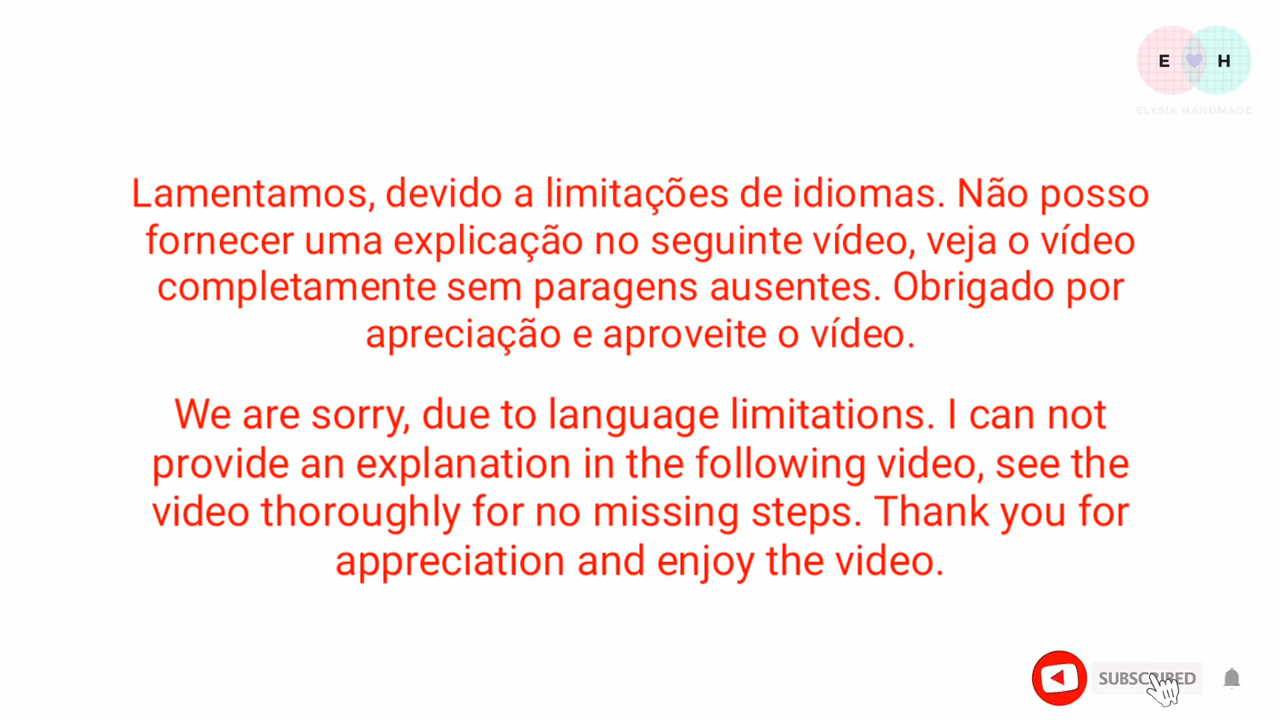 E H
ELYSIA HANDMADE
Lamentamos, devido a limitações de idiomas. Não posso
fornecer uma explicação no seguinte vídeo, veja o vídeo
completamente sem paragens ausentes. Obrigado por
apreciação e aproveite o vídeo.
We are sorry, due to language limitations. I can not
provide an explanation in the following video, see the
video thoroughly for no missing steps. Thank you for
appreciation and enjoy the video.
SUBSCRIBED